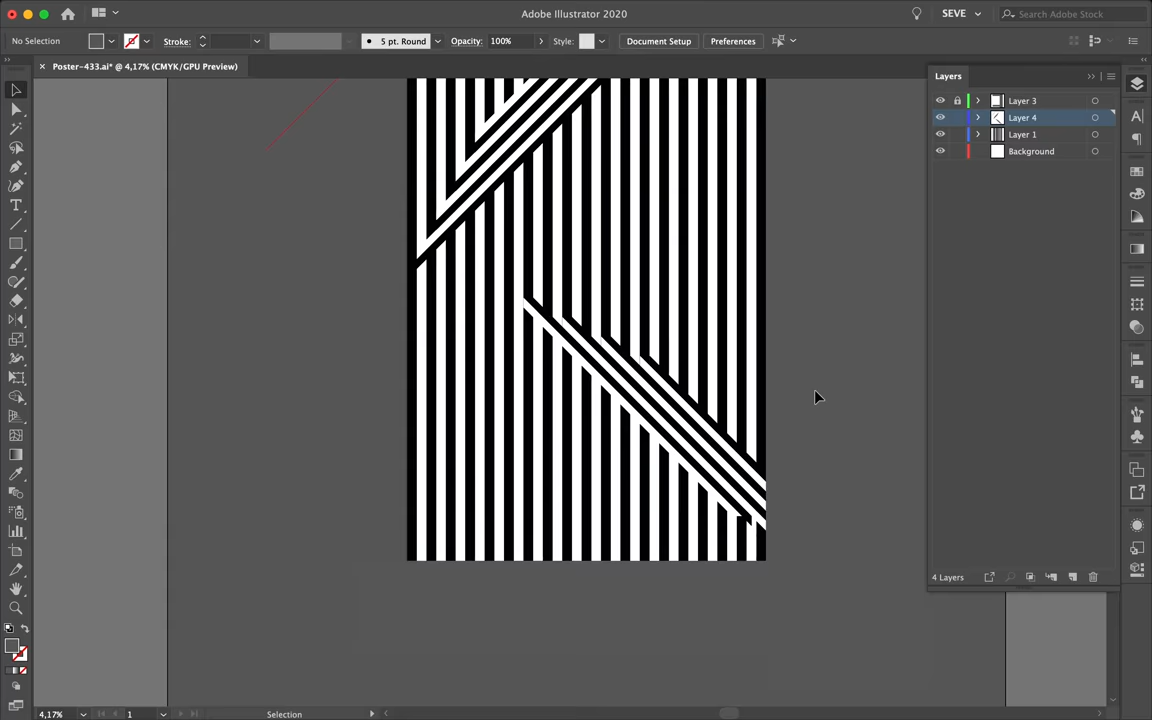 Adobe Illustrator 2020
SEVE
Search Adobe Stock
No Selection
Stroke:
5 pt. Round
Opacity:
100%
Style:
Document Setup
Preferences
× Poster-433.ai* @ 4,17% (CMYK/GPU Preview)
Layers
Layer 3
Layer 4
Layer 1
Background
4 Layers
4,17%
1
Selection